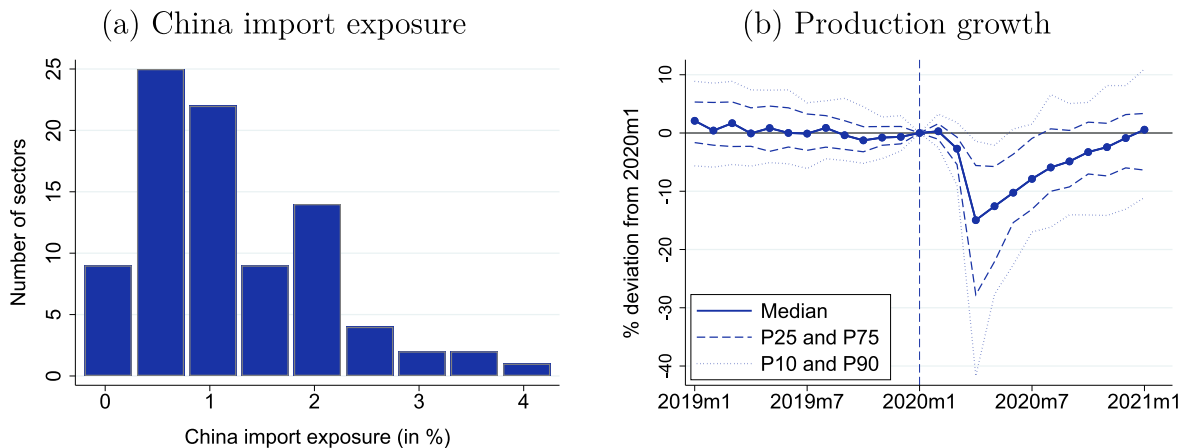 (a) China import exposure
Number of sectors
25
20
15
10
5
0
0 1 2 3 4
China import exposure (in %)
(b) Production growth
% deviation from 2020m1
10
0
-10
-20
-30
-40
Median
P25 and P75
P10 and P90
2019m1 2019m7 2020m1 2020m7 2021m1